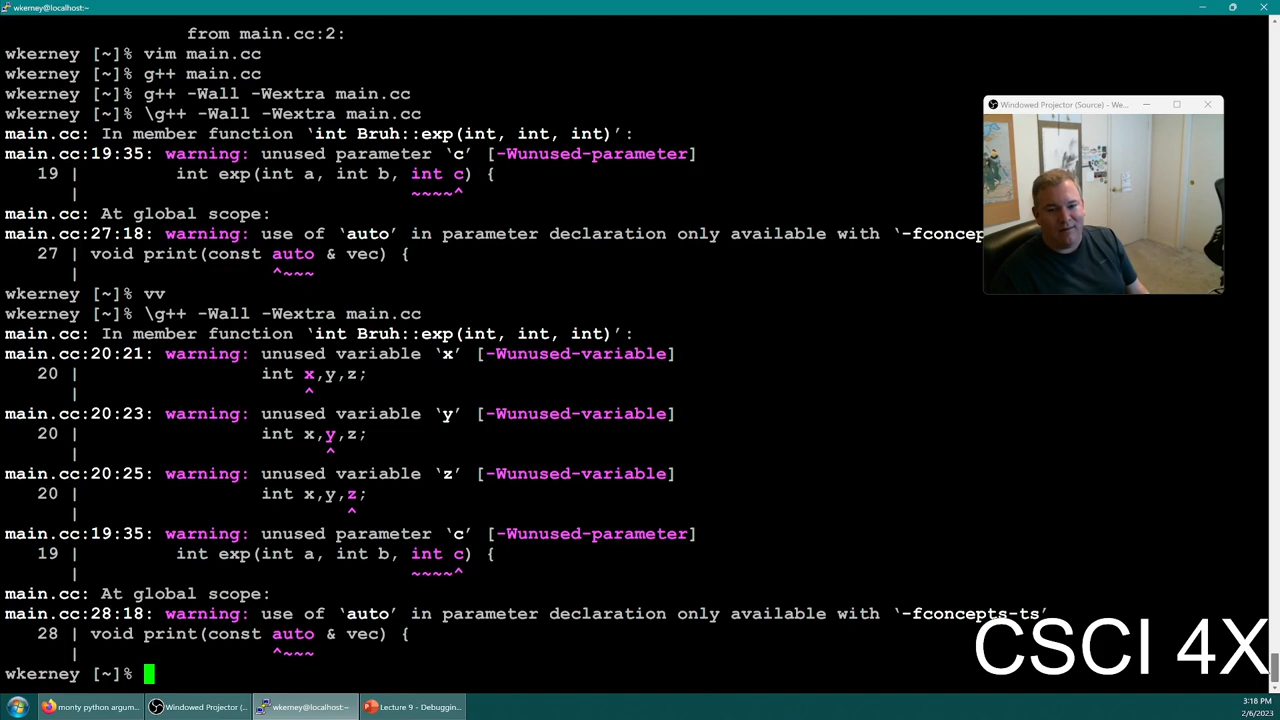 wkerney@localhost:~
from main.cc:2:
wkerney [~]% vim main.cc
wkerney [~]% g++ main.cc
wkerney [~]% g++ -Wall -Wextra main.cc
wkerney [~]% \g++ -Wall -Wextra main.cc
main.cc: In member function ‘int Bruh::exp(int, int, int)’:
main.cc:19:35: warning: unused parameter ‘c’ [-Wunused-parameter]
19 | int exp(int a, int b, int c) {
| ~~~~^
main.cc: At global scope:
main.cc:27:18: warning: use of ‘auto’ in parameter declaration only available with ‘-fconcep
27 | void print(const auto & vec) {
| ^~~~
wkerney [~]% vv
wkerney [~]% \g++ -Wall -Wextra main.cc
main.cc: In member function ‘int Bruh::exp(int, int, int)’:
main.cc:20:21: warning: unused variable ‘x’ [-Wunused-variable]
20 | int x,y,z;
| ^
main.cc:20:23: warning: unused variable ‘y’ [-Wunused-variable]
20 | int x,y,z;
| ^
main.cc:20:25: warning: unused variable ‘z’ [-Wunused-variable]
20 | int x,y,z;
| ^
main.cc:19:35: warning: unused parameter ‘c’ [-Wunused-parameter]
19 | int exp(int a, int b, int c) {
| ~~~~^
main.cc: At global scope:
main.cc:28:18: warning: use of ‘auto’ in parameter declaration only available with ‘-fconcepts-ts’
28 | void print(const auto & vec) {
| ^~~~
wkerney [~]%
Windowed Projector (Source) - We...
CSCI 4X
monty python argum...
Windowed Projector (...
wkerney@localhost:~
Lecture 9 - Debuggin...
3:18 PM
2/6/2023